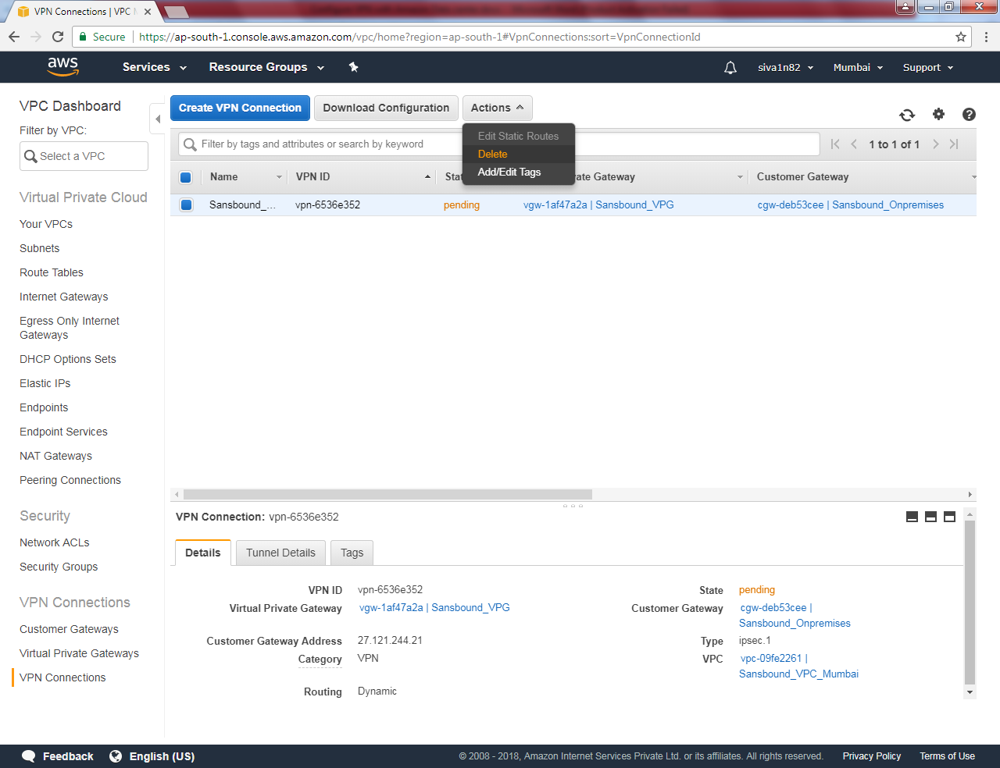 VPN Connections | VPC M
Secure
https://ap-south-1.console.aws.amazon.com/vpc/home?region=ap-south-1#VpnConnections:sort=VpnConnectionId
aws
Services
Resource Groups
siva1n82
Mumbai
Support
VPC Dashboard
Filter by VPC:
Select a VPC
Virtual Private Cloud
Your VPCs
Subnets
Route Tables
Internet Gateways
Egress Only Internet
Gateways
DHCP Options Sets
Elastic IPs
Endpoints
Endpoint Services
NAT Gateways
Peering Connections
Security
Network ACLs
Security Groups
VPN Connections
Customer Gateways
Virtual Private Gateways
VPN Connections
Create VPN Connection
Download Configuration
Actions
Edit Static Routes
Delete
Add/Edit Tags
Filter by tags and attributes or search by keyword
1 to 1 of 1
Name
VPN ID
Stat
ate Gateway
Customer Gateway
Sansbound_...
vpn-6536e352
pending
vgw-1af47a2a | Sansbound_VPG
cgw-deb53cee | Sansbound_Onpremises
VPN Connection: vpn-6536e352
Details
Tunnel Details
Tags
VPN ID vpn-6536e352
State pending
Virtual Private Gateway vgw-1af47a2a | Sansbound_VPG
Customer Gateway cgw-deb53cee |
Sansbound_Onpremises
Customer Gateway Address 27.121.244.21
Type ipsec.1
Category VPN
VPC vpc-09fe2261 |
Sansbound_VPC_Mumbai
Routing Dynamic
Feedback
English (US)
© 2008 - 2018, Amazon Internet Services Private Ltd. or its affiliates. All rights reserved.
Privacy Policy
Terms of Use